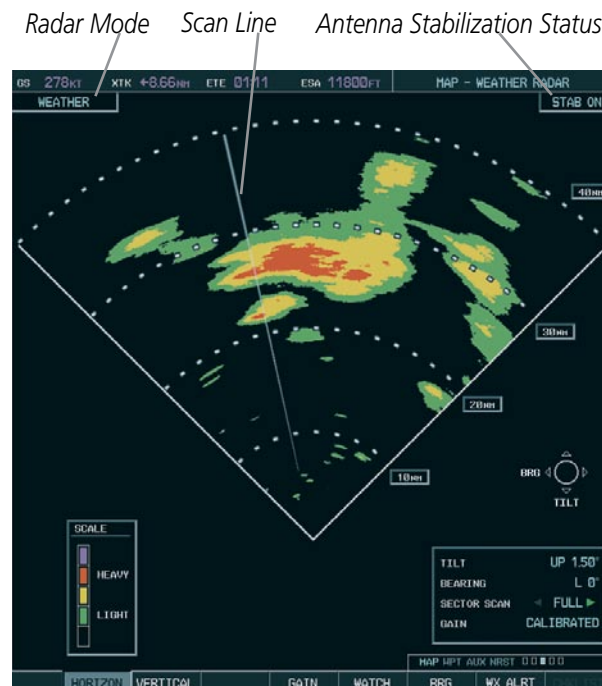 Radar Mode Scan Line Antenna Stabilization Status
GS 278KT XTK ←8.66NM ETE 01:11 ESA 11800FT MAP - WEATHER RADAR
WEATHER STAB ON
40NM
30NM
20NM
10NM
BRG
TILT
SCALE
HEAVY
LIGHT
TILT UP 1.50°
BEARING L 0°
SECTOR SCAN ◄ FULL ►
GAIN CALIBRATED
MAP WPT AUX NRST
HORIZON VERTICAL GAIN WATCH BRG WX ALRT